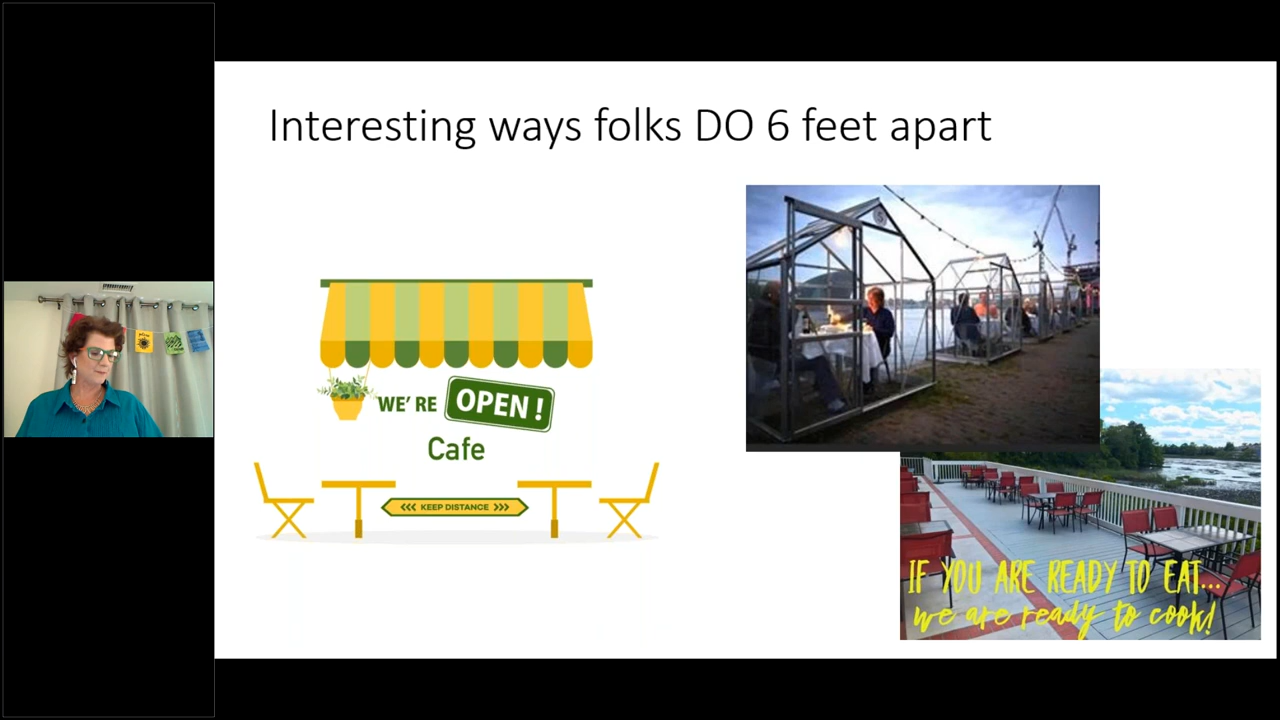 Interesting ways folks DO 6 feet apart
WE' RE OPEN !
Cafe
<<< KEEP DISTANCE >>>
IF YOU ARE READY TO EAT...
we are ready to cook!